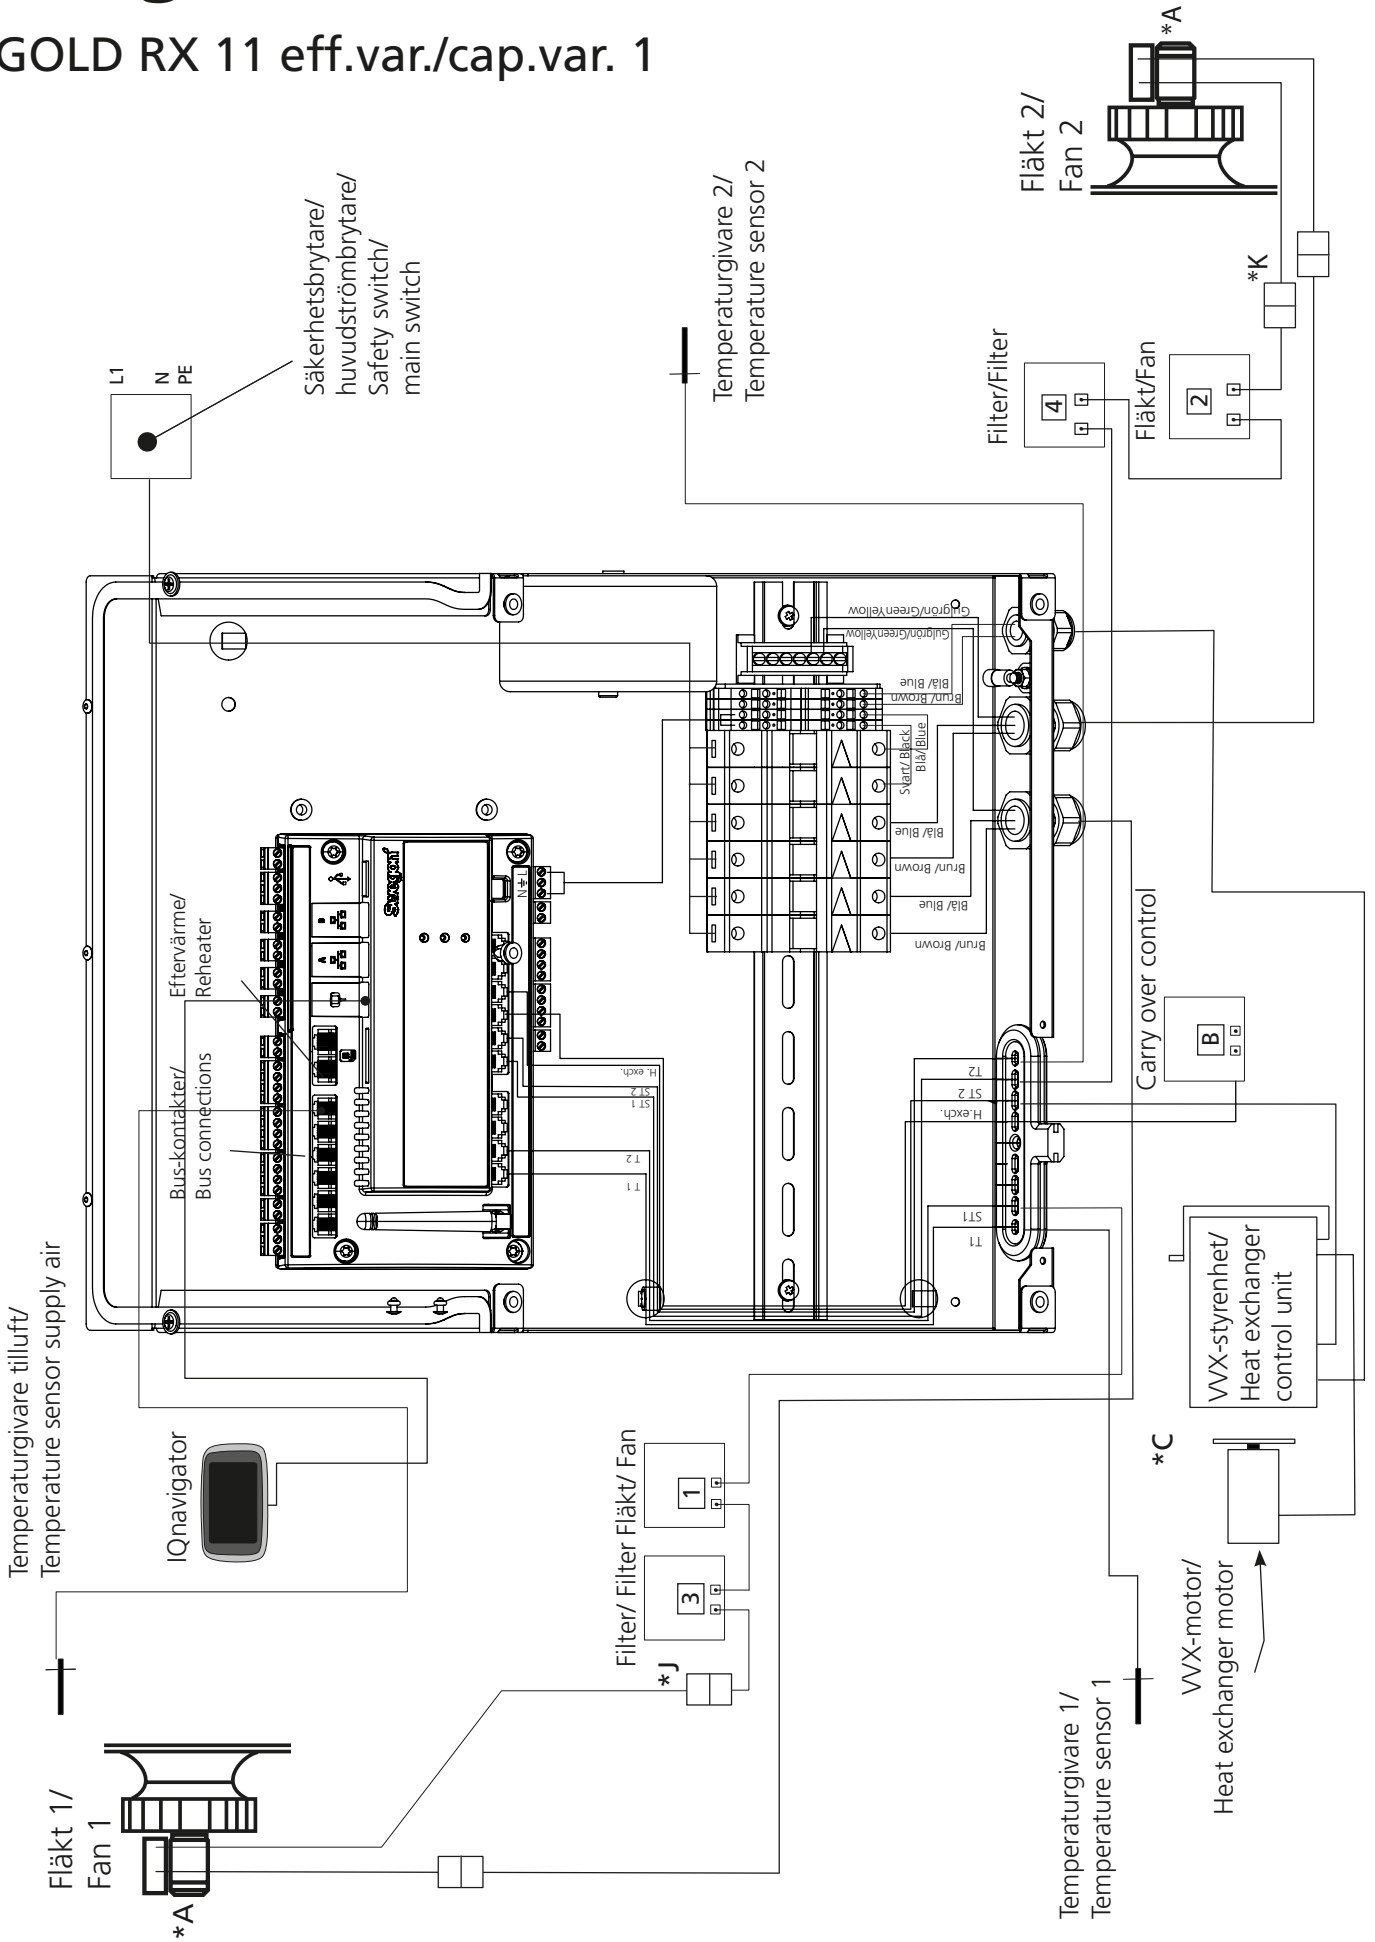 GOLD RX 11 eff.var./cap.var. 1
*A
Fläkt 2/
Fan 2
L1
N
PE
Säkerhetsbrytare/
huvudströmbrytare/
Safety switch/
main switch
Temperaturgivare 2/
Temperature sensor 2
*K
Filter/Filter
4
Fläkt/Fan
2
Gulgrön/GreenYellow
Gulgrön/GreenYellow
Blå/ Blue
Brun/ Brown
Svart/ Black
Blå/ Blue
Blå/ Blue
Brun/ Brown
Blå/ Blue
Brun/ Brown
Swegon
N
L
B
A
Eftervärme/
Reheater
Bus-kontakter/
Bus connections
H. exch.
ST 2
ST 1
T 2
T 1
T2
ST 2
H.exch.
ST1
T1
Carry over control
B
Temperaturgivare tilluft/
Temperature sensor supply air
IQnavigator
VVX-styrenhet/
Heat exchanger
control unit
*C
Filter/ Filter
Fläkt/ Fan
1
3
*J
VVX-motor/
Heat exchanger motor
Temperaturgivare 1/
Temperature sensor 1
Fläkt 1/
Fan 1
*A